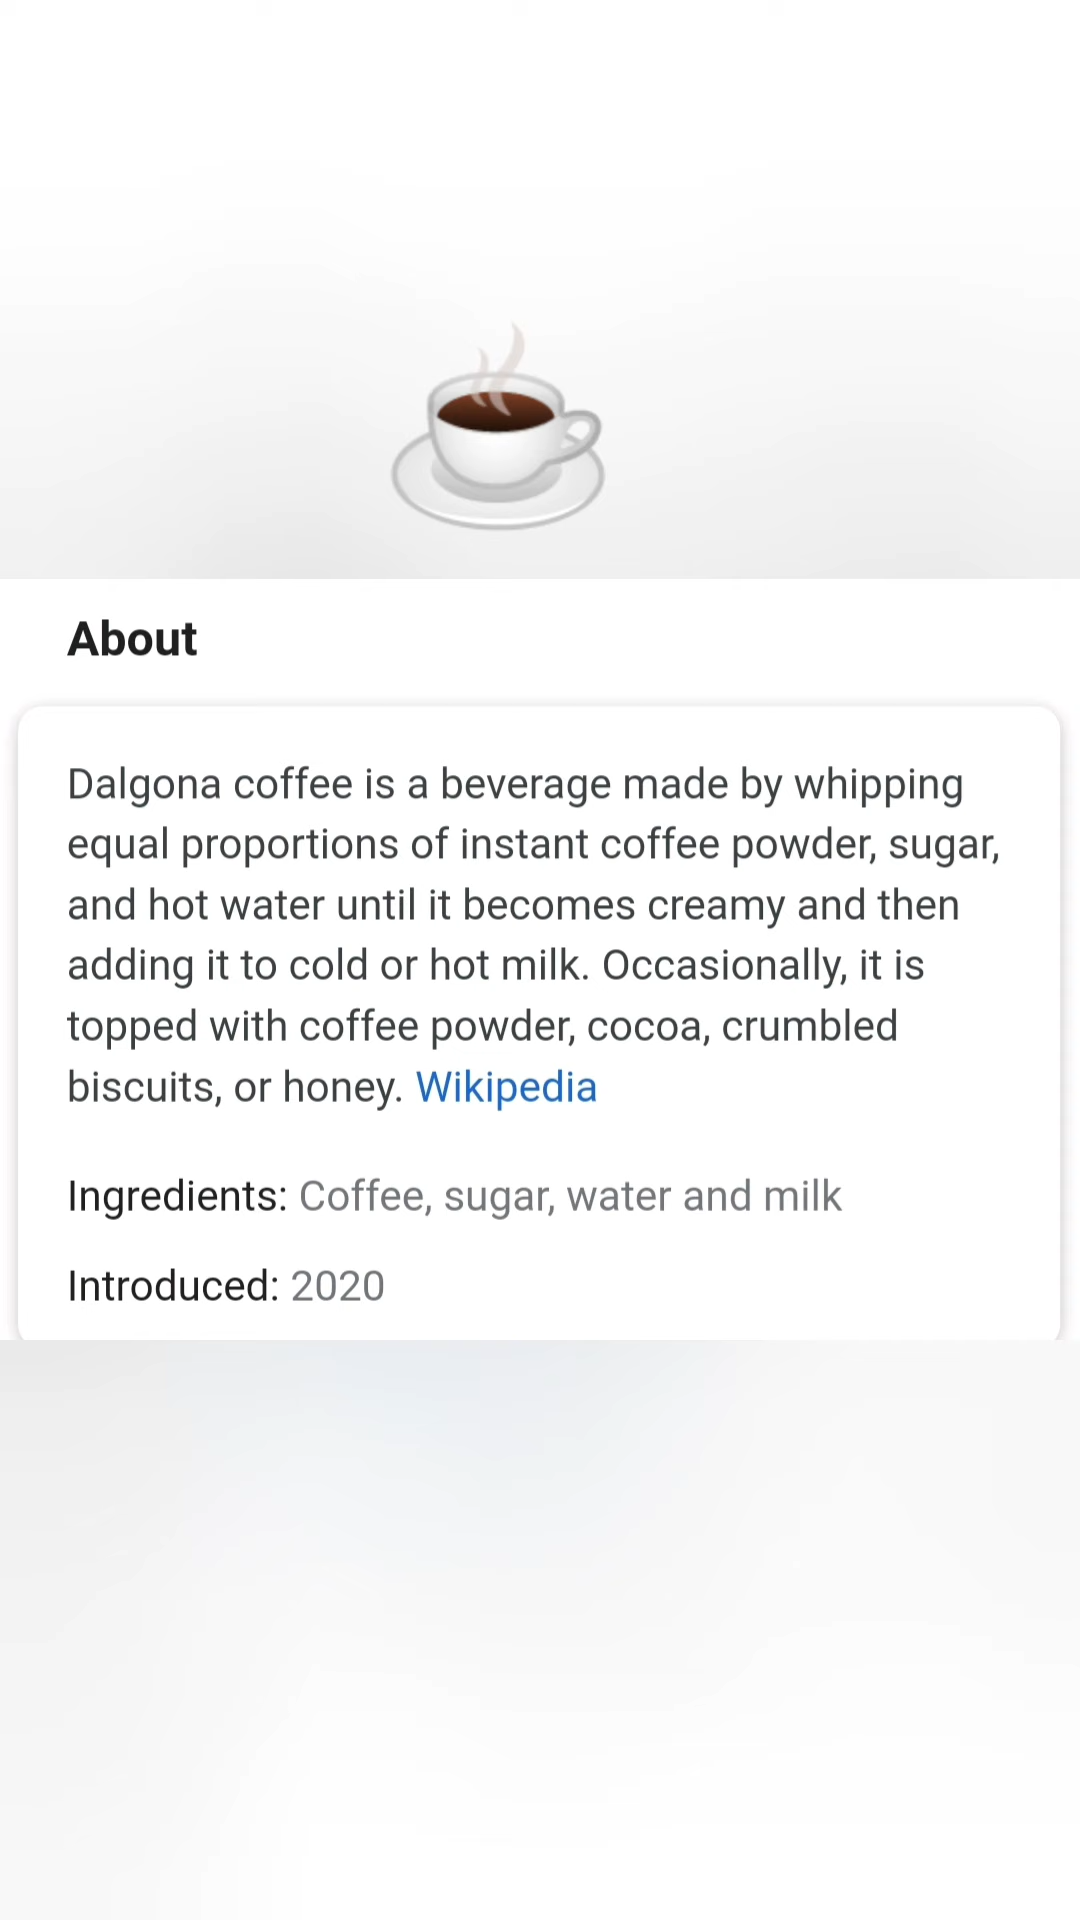 About
Dalgona coffee is a beverage made by whipping
equal proportions of instant coffee powder, sugar,
and hot water until it becomes creamy and then
adding it to cold or hot milk. Occasionally, it is
topped with coffee powder, cocoa, crumbled
biscuits, or honey. Wikipedia
Ingredients: Coffee, sugar, water and milk
Introduced: 2020